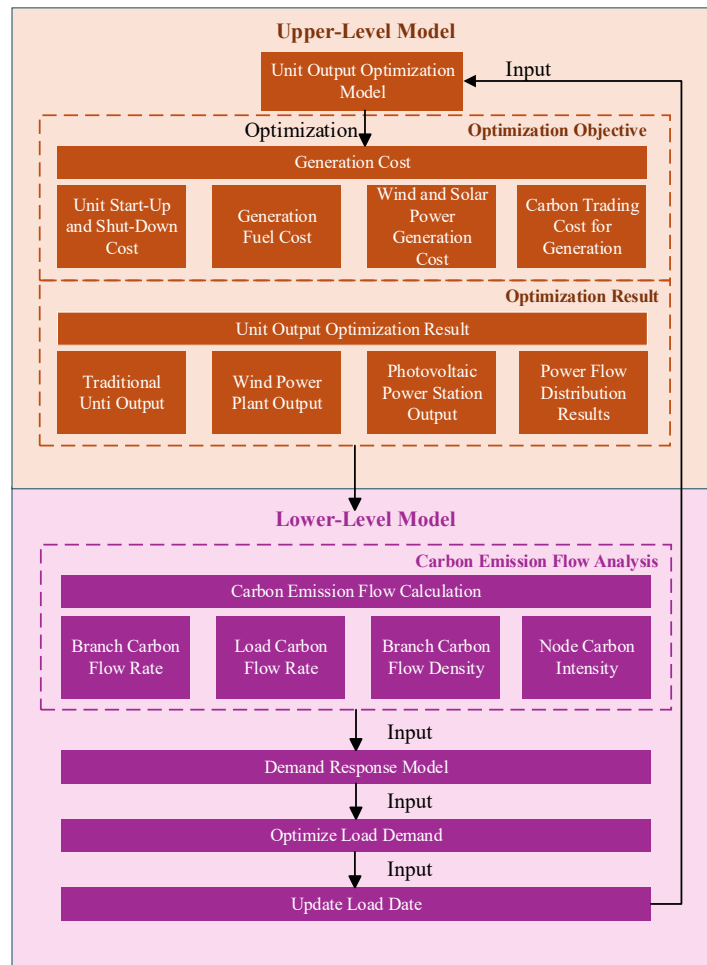 Upper-Level Model
Unit Output Optimization
Model
Input
Optimization
Optimization Objective
Generation Cost
Unit Start-Up
and Shut-Down
Cost
Generation
Fuel Cost
Wind and Solar
Power
Generation
Cost
Carbon Trading
Cost for
Generation
Optimization Result
Unit Output Optimization Result
Traditional
Unti Output
Wind Power
Plant Output
Photovoltaic
Power Station
Output
Power Flow
Distribution
Results
Lower-Level Model
Carbon Emission Flow Analysis
Carbon Emission Flow Calculation
Branch Carbon
Flow Rate
Load Carbon
Flow Rate
Branch Carbon
Flow Density
Node Carbon
Intensity
Input
Demand Response Model
Input
Optimize Load Demand
Input
Update Load Date